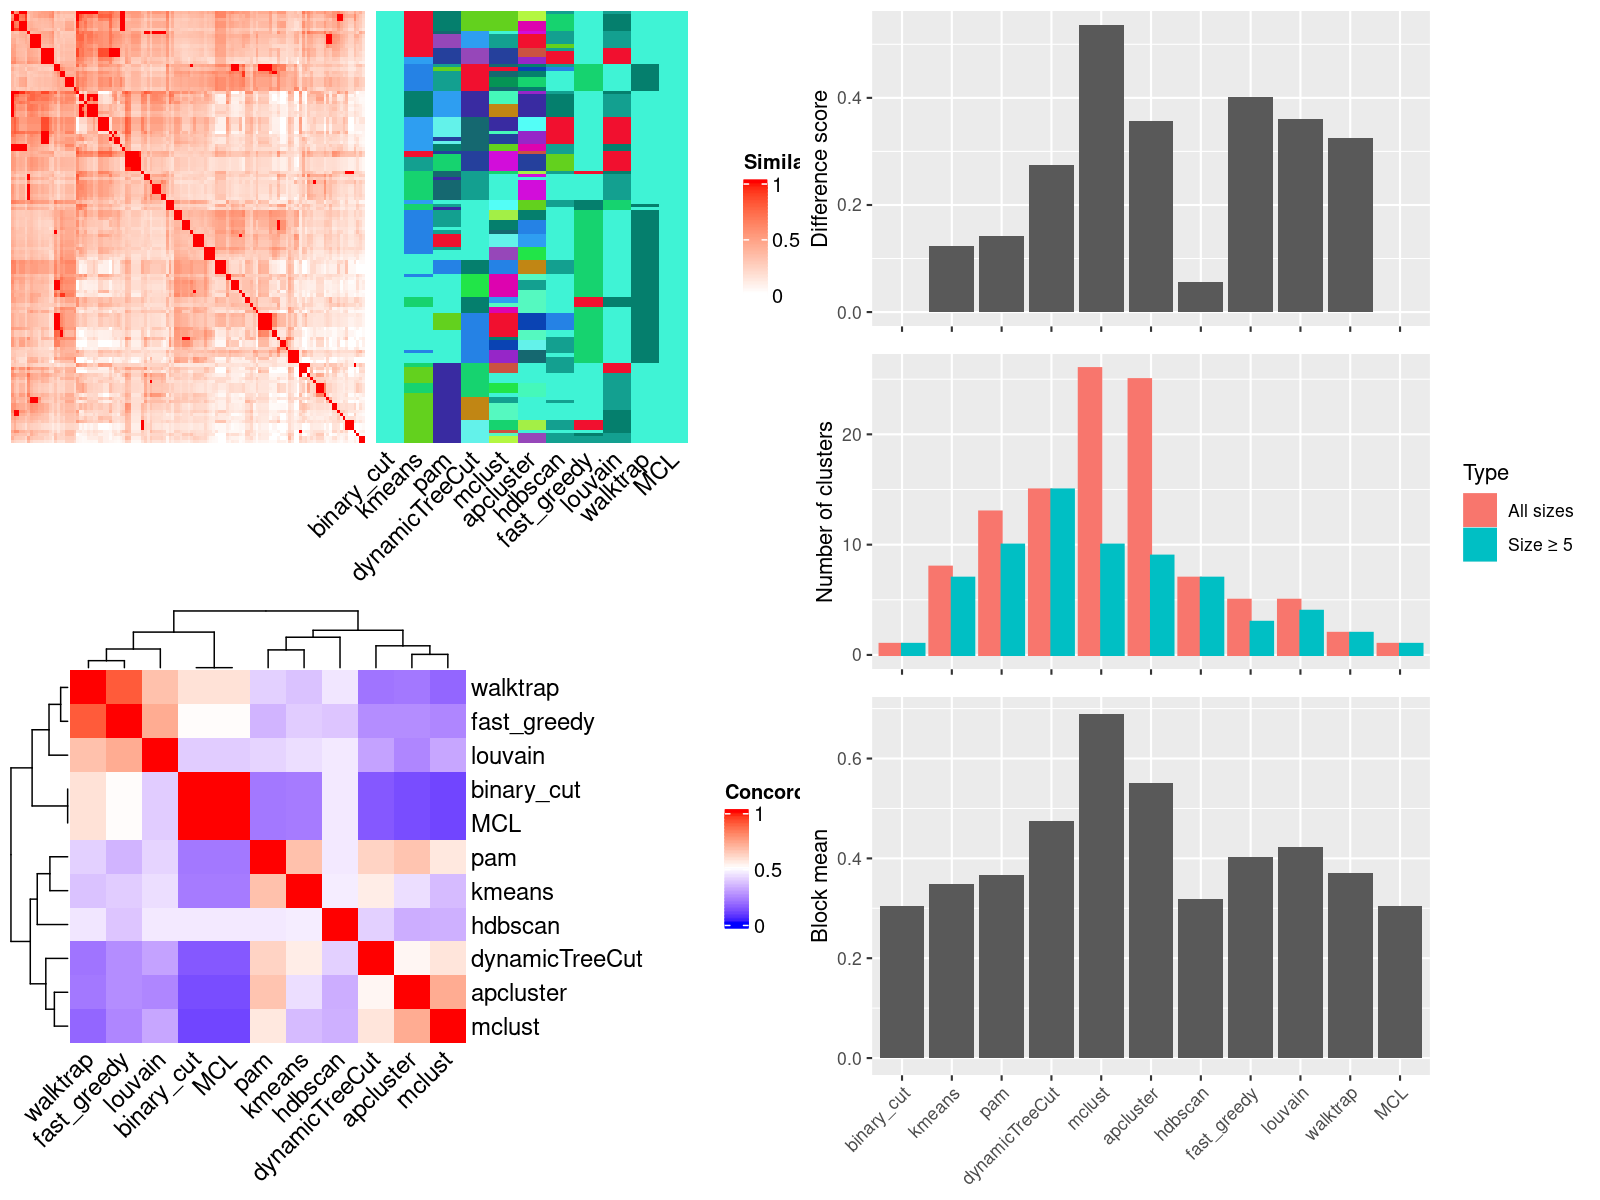 Simila
1
0.5
0
binary_cut
kmeans
pam
dynamicTreeCut
mclust
apcluster
hdbscan
fast_greedy
louvain
walktrap
MCL
walktrap
fast_greedy
louvain
binary_cut
MCL
pam
kmeans
hdbscan
dynamicTreeCut
apcluster
mclust
walktrap
fast_greedy
louvain
binary_cut
MCL
pam
kmeans
hdbscan
dynamicTreeCut
apcluster
mclust
Concord
1
0.5
0
Difference score
0.4
0.2
0.0
Number of clusters
20
10
0
Type
All sizes
Size ≥ 5
Block mean
0.6
0.4
0.2
0.0
binary_cut
kmeans
pam
dynamicTreeCut
mclust
apcluster
hdbscan
fast_greedy
louvain
walktrap
MCL